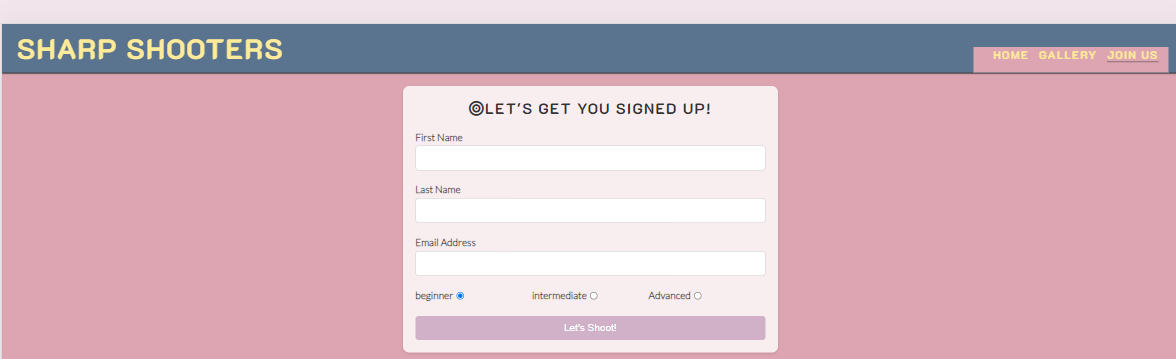 SHARP SHOOTERS
HOME GALLERY JOIN US
LET'S GET YOU SIGNED UP!
First Name
Last Name
Email Address
beginner intermediate Advanced
Let's Shoot!